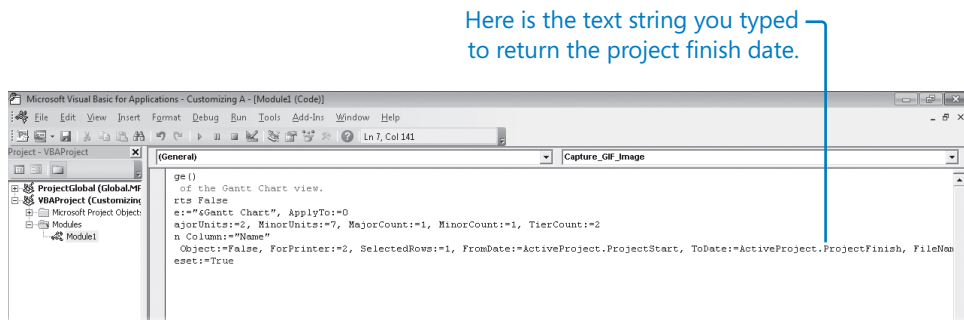 Here is the text string you typed
to return the project finish date.
Microsoft Visual Basic for Applications - Customizing A - [Module1 (Code)]
File Edit View Insert Format Debug Run Tools Add-Ins Window Help
Ln 7, Col 141
Project - VBAProject
(General)
Capture_GIF_Image
ProjectGlobal (Global.MF
VBAProject (Customizing
Microsoft Project Objects
Modules
Module1
ge()
of the Gantt Chart view.
rts False
e:="&Gantt Chart", ApplyTo:=0
ajorUnits:=2, MinorUnits:=7, MajorCount:=1, MinorCount:=1, TierCount:=2
n Column:="Name"
Object:=False, ForPrinter:=2, SelectedRows:=1, FromDate:=ActiveProject.ProjectStart, ToDate:=ActiveProject.ProjectFinish, FileNam
eset:=True